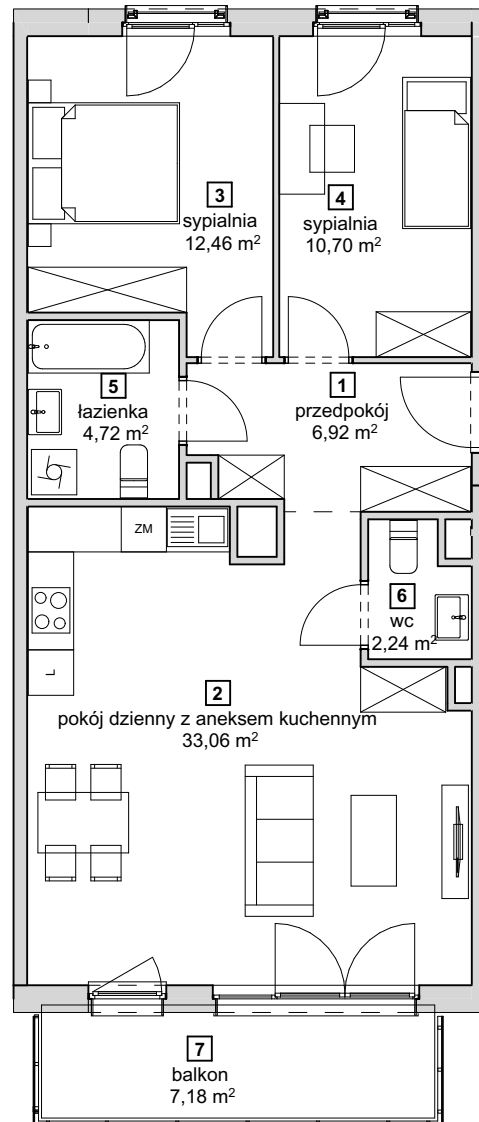 3
sypialnia
12,46 m²
4
sypialnia
10,70 m²
5
łazienka
4,72 m²
1
przedpokój
6,92 m²
ZM
6
wc
2,24 m²
L
2
pokój dzienny z aneksem kuchennym
33,06 m²
7
balkon
7,18 m²